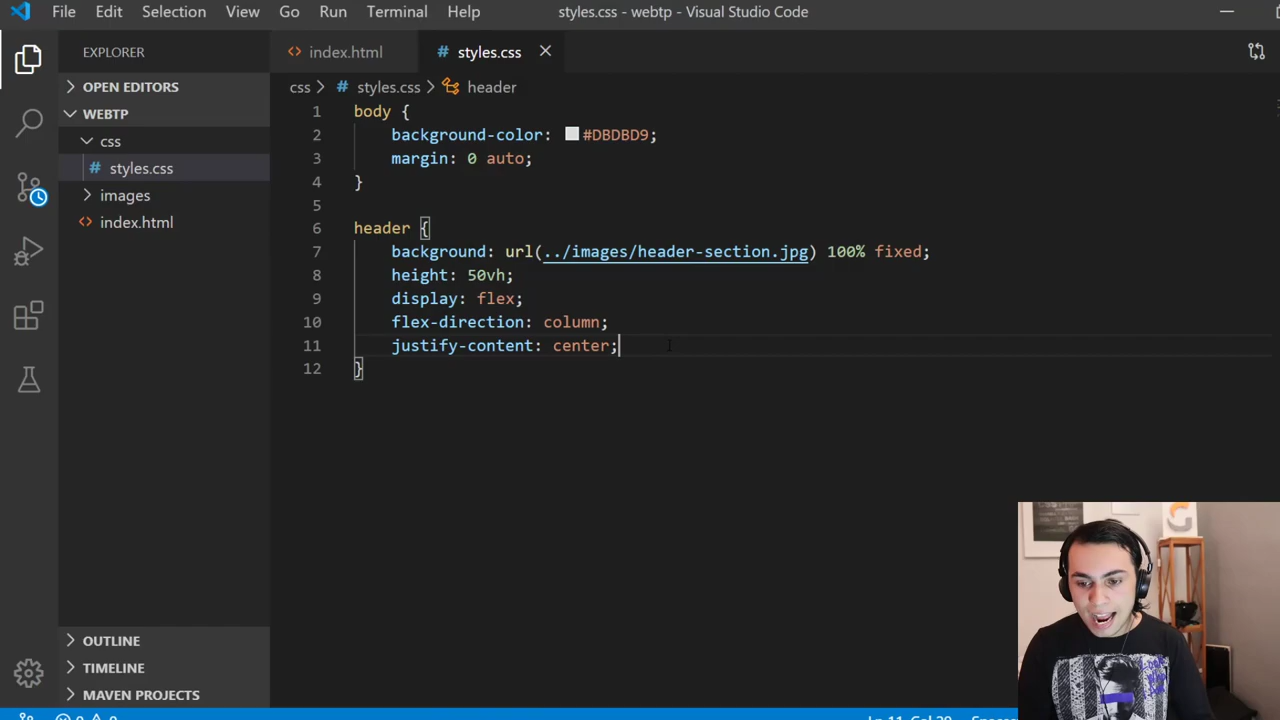 File Edit Selection View Go Run Terminal Help styles.css - webtp - Visual Studio Code
EXPLORER
index.html
# styles.css
OPEN EDITORS
css # styles.css header
WEBTP
css
# styles.css
images
index.html
1 body {
2 background-color: #DBDBD9;
3 margin: 0 auto;
4 }
5
6 header {
7 background: url(../images/header-section.jpg) 100% fixed;
8 height: 50vh;
9 display: flex;
10 flex-direction: column;
11 justify-content: center;
12 }
OUTLINE
TIMELINE
MAVEN PROJECTS